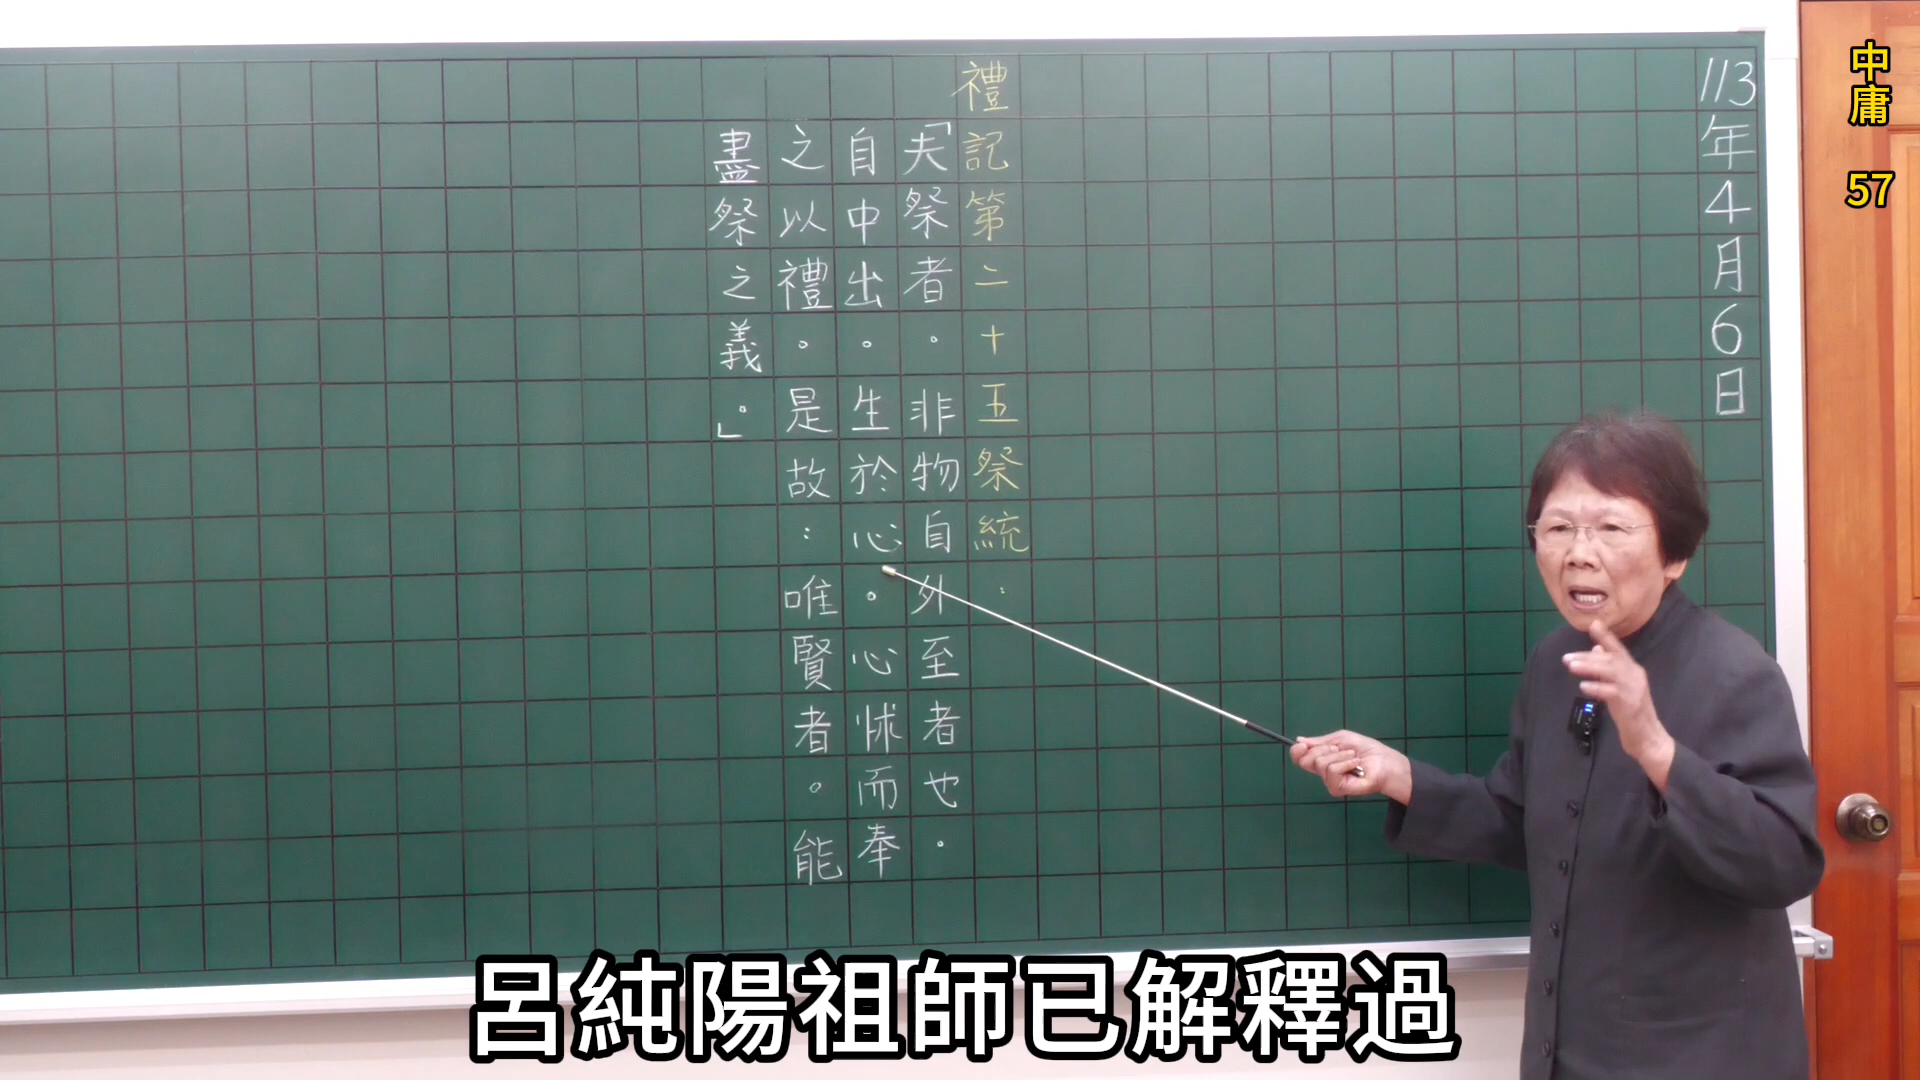 113年4月6日
禮記第二十五祭統:
「夫祭者。非物自外至者也。
自中出。生於心。心怵而奉
之以禮。是故:唯賢者。能
盡祭之義。」
中庸 57
呂純陽祖師已解釋過